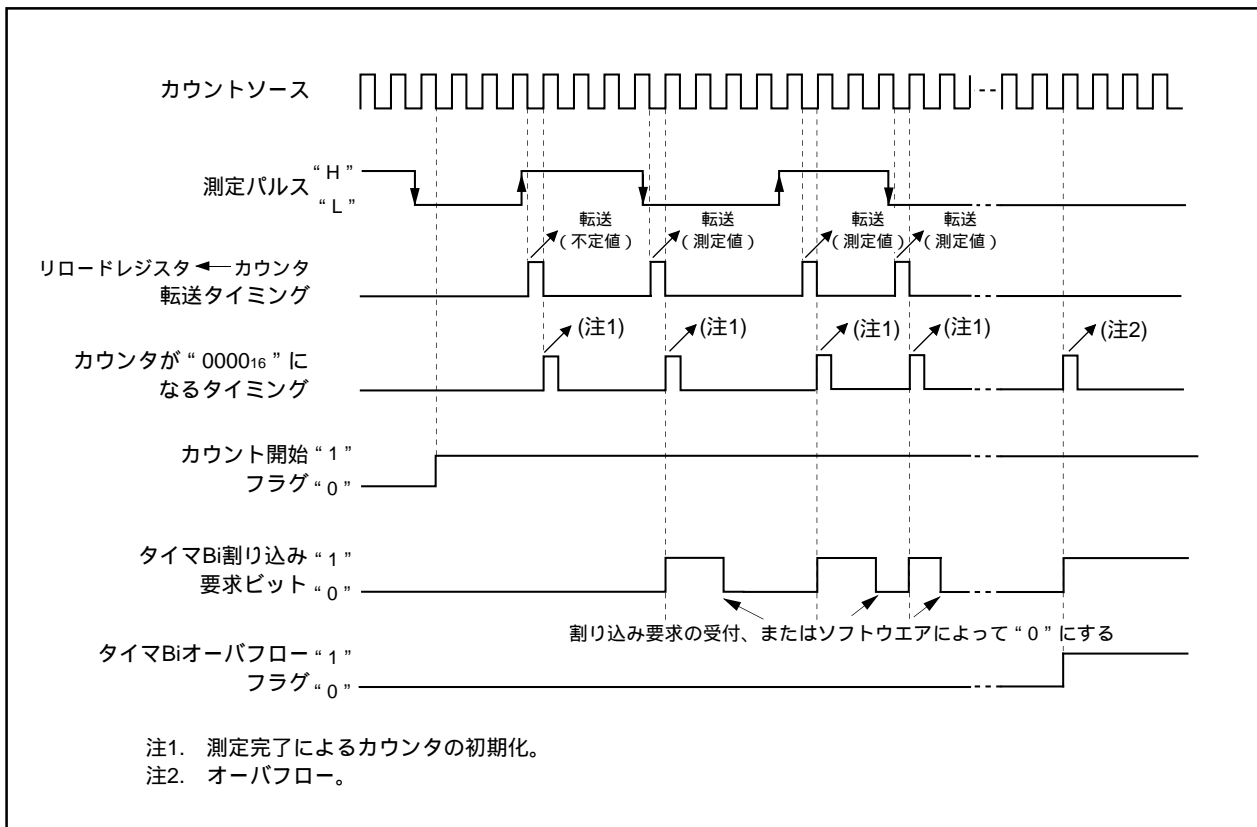 カウントソース
測定パルス
“ H ”
“ L ”
転送
（ 不定値 ）
転送
（ 測定値 ）
転送
（ 測定値 ）
転送
（ 測定値 ）
リロードレジスタ ← カウンタ
転送タイミング
(注1)
(注1)
(注1)
(注1)
(注2)
カウンタが “ 000016 ” に
なるタイミング
カウント開始 “ 1 ”
フラグ “ 0 ”
タイマBi割り込み “ 1 ”
要求ビット “ 0 ”
割り込み要求の受付、またはソフトウエアによって “ 0 ” にする
タイマBiオーバフロー “ 1 ”
フラグ “ 0 ”
注1. 測定完了によるカウンタの初期化。
注2. オーバフロー。